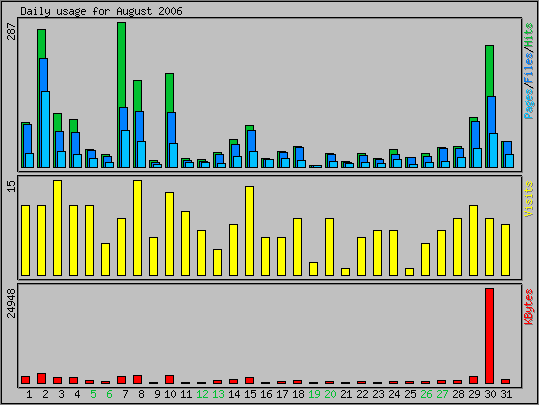 Daily usage for August 2006
287
Pages/Files/Hits
15
Visits
24948
KBytes
1 2 3 4 5 6 7 8 9 10 11 12 13 14 15 16 17 18 19 20 21 22 23 24 25 26 27 28 29 30 31